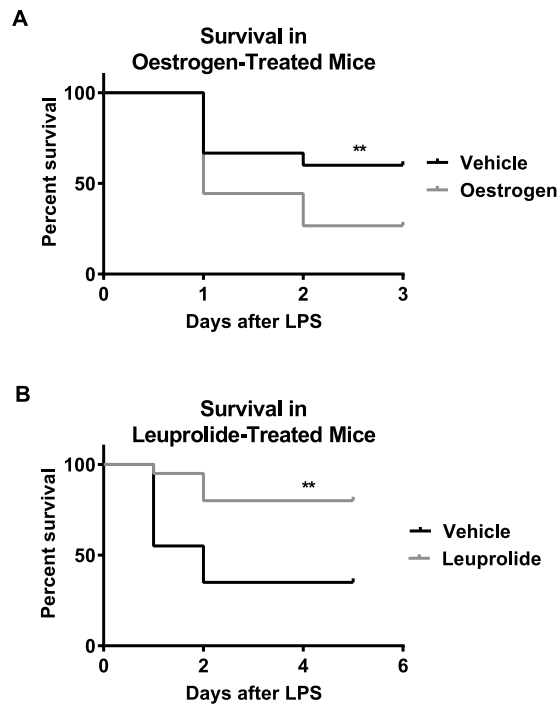 A
Survival in
Oestrogen-Treated Mice
Percent survival
100
50
0
**
0 1 2 3
Days after LPS
Vehicle
Oestrogen
B
Survival in
Leuprolide-Treated Mice
Percent survival
100
50
0
**
0 2 4 6
Days after LPS
Vehicle
Leuprolide